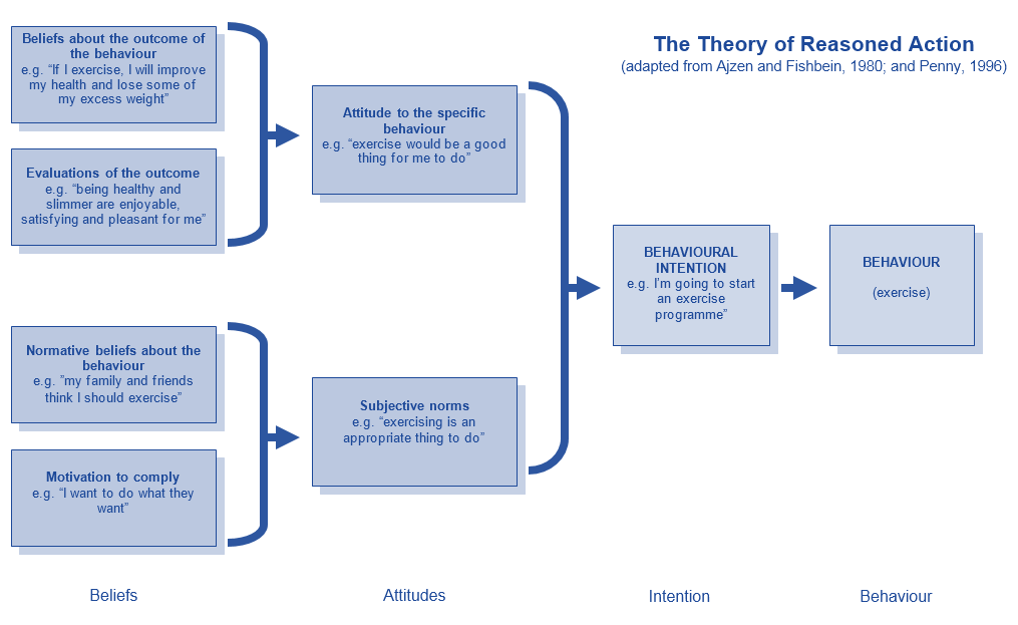 The Theory of Reasoned Action
(adapted from Ajzen and Fishbein, 1980; and Penny, 1996)
Beliefs about the outcome of
the behaviour
e.g. “If I exercise, I will improve
my health and lose some of
my excess weight”
Evaluations of the outcome
e.g. “being healthy and
slimmer are enjoyable,
satisfying and pleasant for me”
Normative beliefs about the
behaviour
e.g. ”my family and friends
think I should exercise”
Motivation to comply
e.g. “I want to do what they
want”
Attitude to the specific
behaviour
e.g. “exercise would be a good
thing for me to do”
Subjective norms
e.g. “exercising is an
appropriate thing to do”
BEHAVIOURAL
INTENTION
e.g. I’m going to start
an exercise
programme”
BEHAVIOUR
(exercise)
Beliefs
Attitudes
Intention
Behaviour